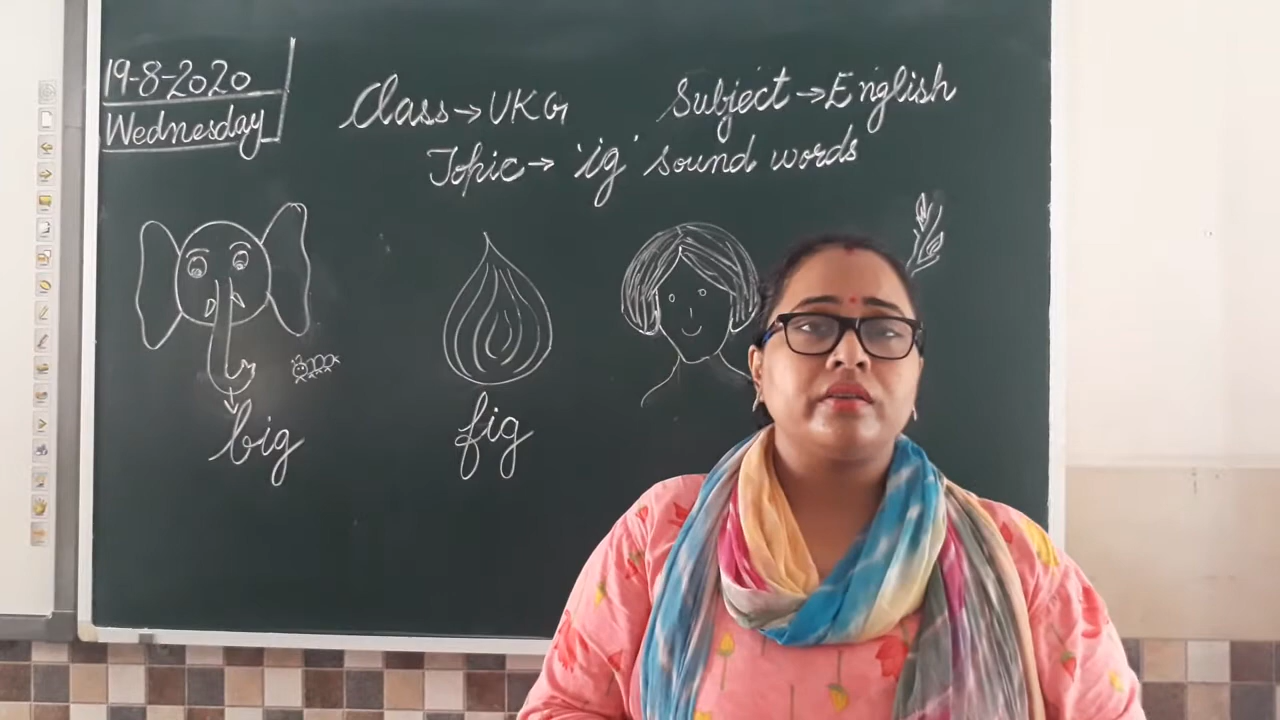 19-8-2020
Wednesday
Class→UKG Subject→English
Topic→ 'ig' sound words
big fig